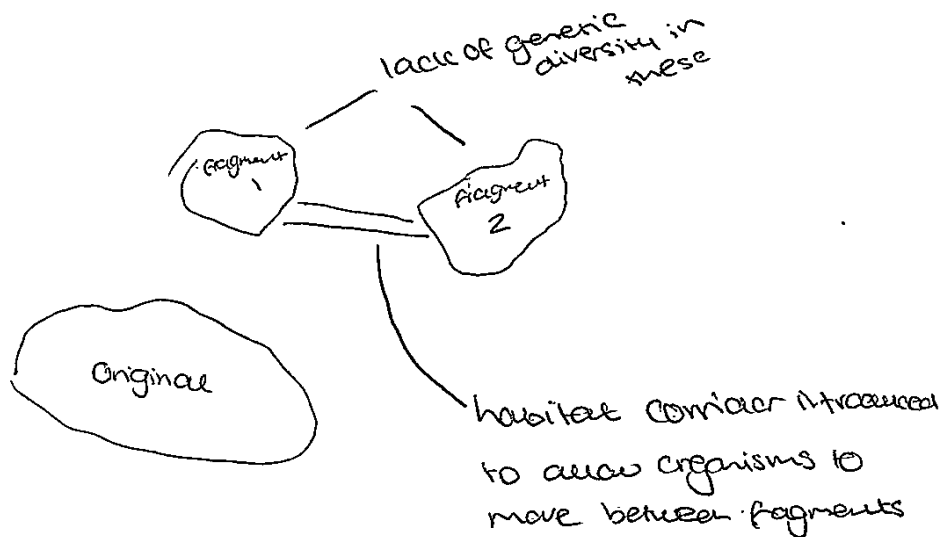 lack of genetic
diversity in
these
fragment
1
fragment
2
Original
habitat corridor introduced
to allow organisms to
move between fragments